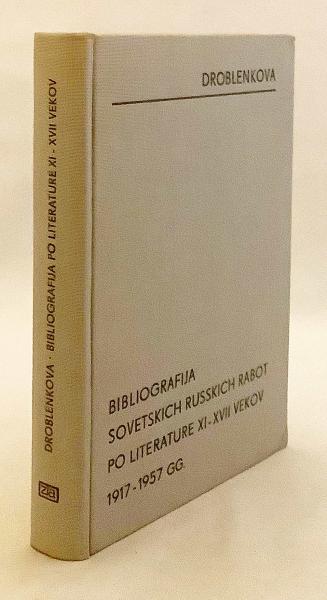 DROBLENKOVA
BIBLIOGRAFIJA
SOVETSKICH RUSSKICH RABOT
PO LITERATURE XI-XVII VEKOV
1917-1957 GG.
DROBLENKOVA · BIBLIOGRAFIJA PO LITERATURE XI - XVII VEKOV